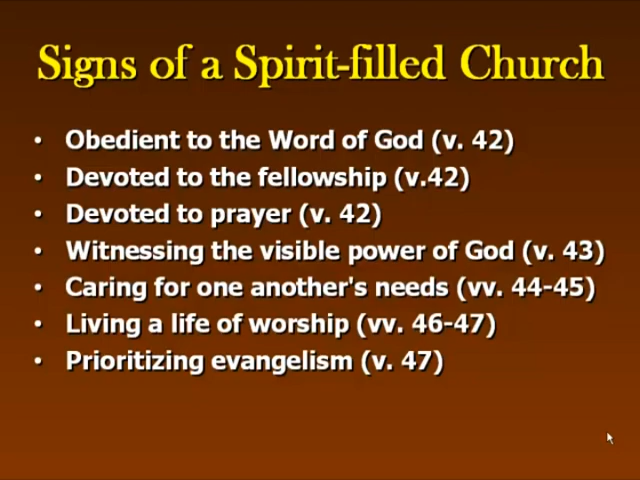 Signs of a Spirit-filled Church
• Obedient to the Word of God (v. 42)
• Devoted to the fellowship (v.42)
• Devoted to prayer (v. 42)
• Witnessing the visible power of God (v. 43)
• Caring for one another's needs (vv. 44-45)
• Living a life of worship (vv. 46-47)
• Prioritizing evangelism (v. 47)